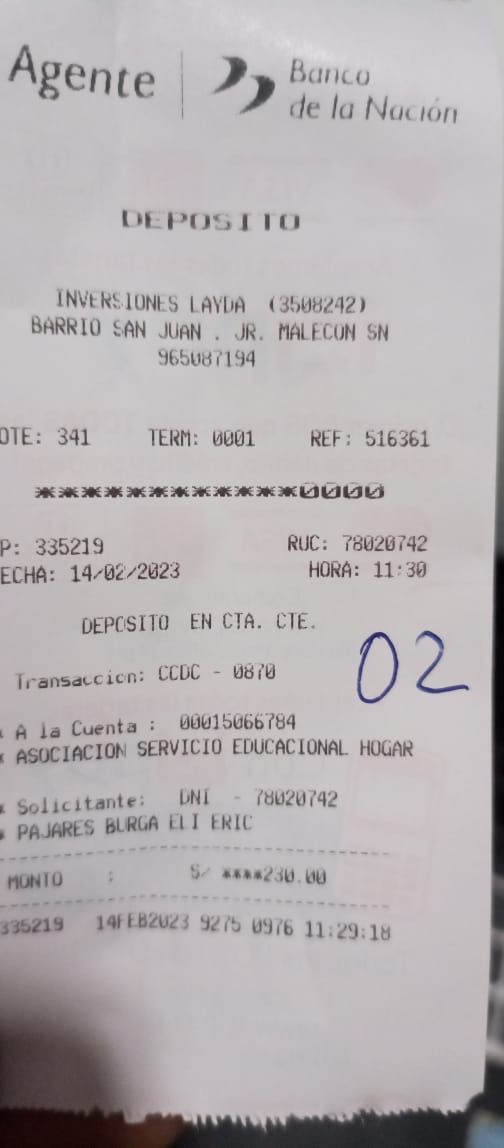 Agente
Banco
de la Nación
DEPOSITO
INVERSIONES LAYDA (3508242)
BARRIO SAN JUAN . JR. MALECON SN
965087194
OTE: 341 TERM: 0001 REF: 516361
************0000
P: 335219 RUC: 78020742
ECHA: 14/02/2023 HORA: 11:30
DEPOSITO EN CTA. CTE.
02
Transaccion: CCDC - 0870
* A la Cuenta : 00015066784
* ASOCIACION SERVICIO EDUCACIONAL HOGAR
* Solicitante: DNI - 78020742
* PAJARES BURGA ELI ERIC
MONTO : S/ ****230.00
335219 14FEB2023 9275 0976 11:29:18